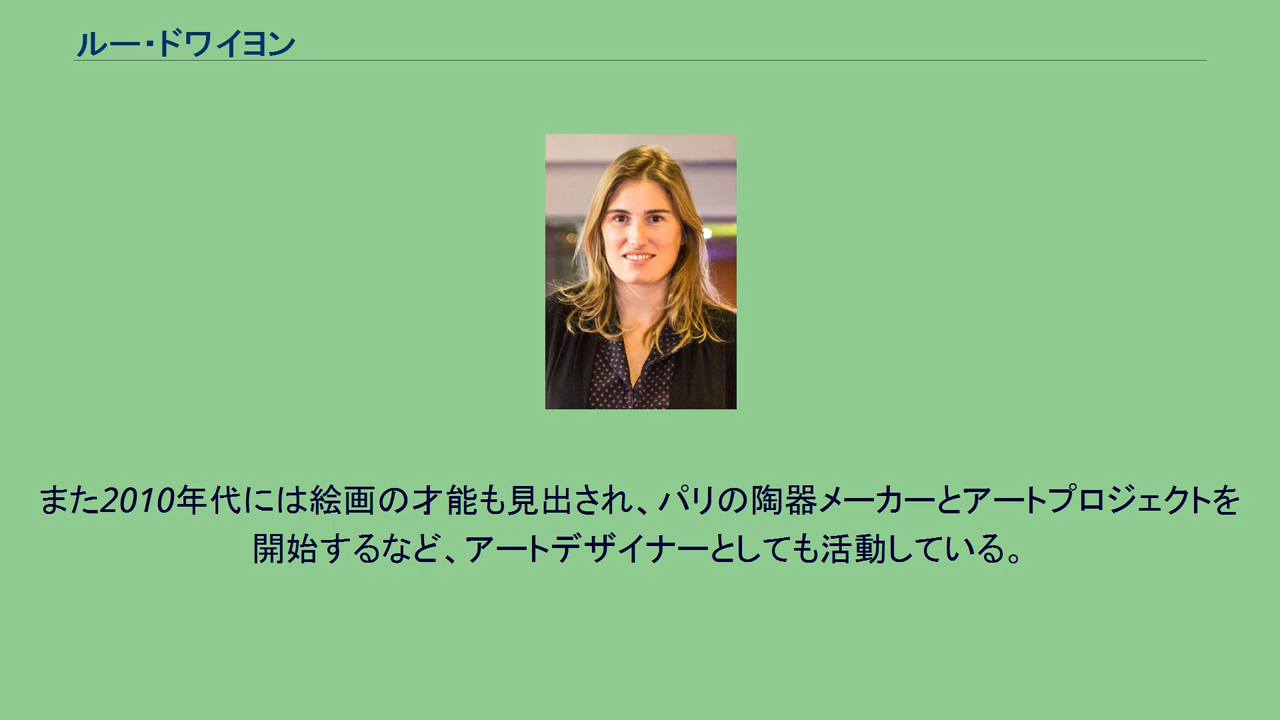 ルー・ドワイヨン
また2010年代には絵画の才能も見出され、パリの陶器メーカーとアートプロジェクトを
開始するなど、アートデザイナーとしても活動している。